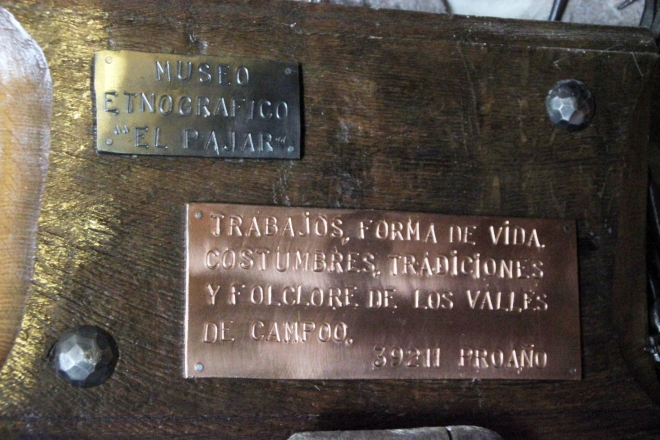 MUSEO
ETNOGRAFICO
"EL PAJAR"
TRABAJOS, FORMA DE VIDA.
COSTUMBRES, TRADICIONES
Y FOLCLORE DE LOS VALLES
DE CAMPOO,
39211 PROAÑO